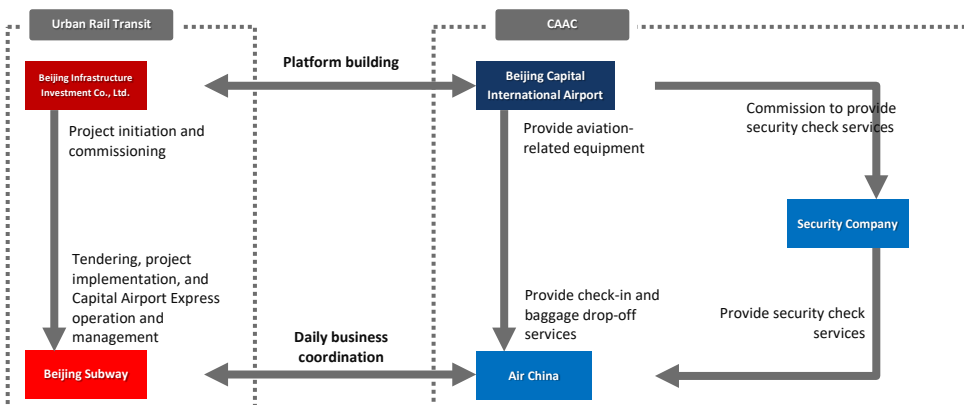 Urban Rail Transit
CAAC
Beijing Infrastructure
Investment Co., Ltd.
Platform building
Beijing Capital
International Airport
Project initiation and
commissioning
Provide aviation-
related equipment
Commission to provide
security check services
Security Company
Tendering, project
implementation, and
Capital Airport Express
operation and
management
Provide check-in and
baggage drop-off
services
Provide security check
services
Daily business
coordination
Beijing Subway
Air China